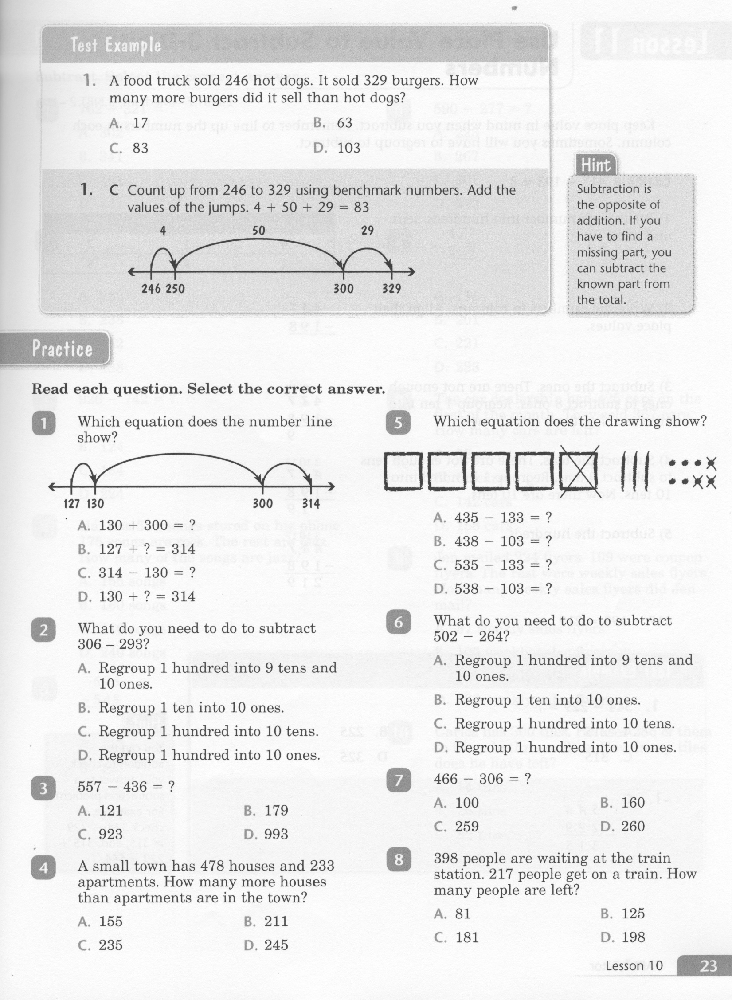 Test Example
1. A food truck sold 246 hot dogs. It sold 329 burgers. How
many more burgers did it sell than hot dogs?
A. 17 B. 63
C. 83 D. 103
1. C Count up from 246 to 329 using benchmark numbers. Add the
values of the jumps. 4 + 50 + 29 = 83
4 50 29
246 250 300 329
Hint
Subtraction is
the opposite of
addition. If you
have to find a
missing part, you
can subtract the
known part from
the total.
Practice
Read each question. Select the correct answer.
1 Which equation does the number line
show?
127 130 300 314
A. 130 + 300 = ?
B. 127 + ? = 314
C. 314 − 130 = ?
D. 130 + ? = 314
2 What do you need to do to subtract
306 – 293?
A. Regroup 1 hundred into 9 tens and
10 ones.
B. Regroup 1 ten into 10 ones.
C. Regroup 1 hundred into 10 tens.
D. Regroup 1 hundred into 10 ones.
3 557 − 436 = ?
A. 121 B. 179
C. 923 D. 993
4 A small town has 478 houses and 233
apartments. How many more houses
than apartments are in the town?
A. 155 B. 211
C. 235 D. 245
5 Which equation does the drawing show?
A. 435 − 133 = ?
B. 438 − 103 = ?
C. 535 − 133 = ?
D. 538 − 103 = ?
6 What do you need to do to subtract
502 − 264?
A. Regroup 1 hundred into 9 tens and
10 ones.
B. Regroup 1 ten into 10 ones.
C. Regroup 1 hundred into 10 tens.
D. Regroup 1 hundred into 10 ones.
7 466 − 306 = ?
A. 100 B. 160
C. 259 D. 260
8 398 people are waiting at the train
station. 217 people get on a train. How
many people are left?
A. 81 B. 125
C. 181 D. 198
Lesson 10 23